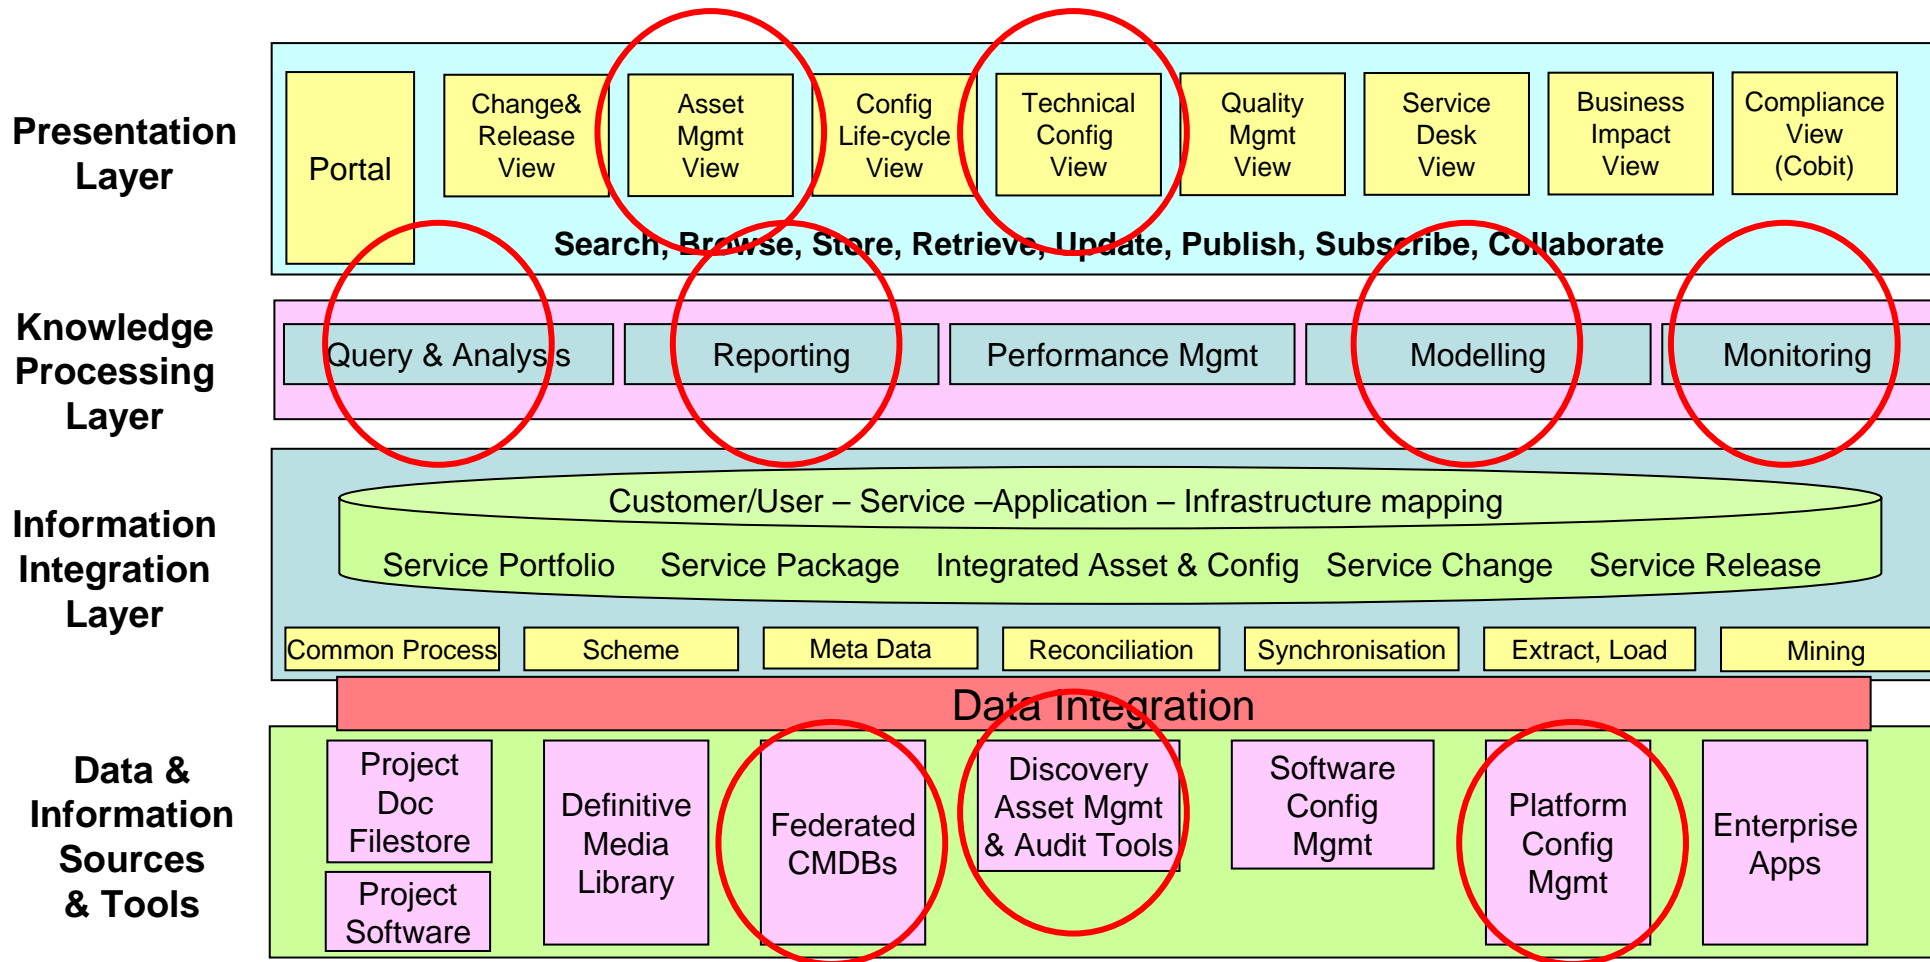 Presentation
Layer
Portal
Change&
Release
View
Asset
Mgmt
View
Config
Life-cycle
View
Technical
Config
View
Quality
Mgmt
View
Service
Desk
View
Business
Impact
View
Compliance
View
(Cobit)
Search, Browse, Store, Retrieve, Update, Publish, Subscribe, Collaborate
Knowledge
Processing
Layer
Query & Analysis
Reporting
Performance Mgmt
Modelling
Monitoring
Information
Integration
Layer
Customer/User – Service –Application – Infrastructure mapping
Service Portfolio
Service Package
Integrated Asset & Config
Service Change
Service Release
Common Process
Scheme
Meta Data
Reconciliation
Synchronisation
Extract, Load
Mining
Data Integration
Data &
Information
Sources
& Tools
Project
Doc
Filestore
Project
Software
Definitive
Media
Library
Federated
CMDBs
Discovery
Asset Mgmt
& Audit Tools
Software
Config
Mgmt
Platform
Config
Mgmt
Enterprise
Apps